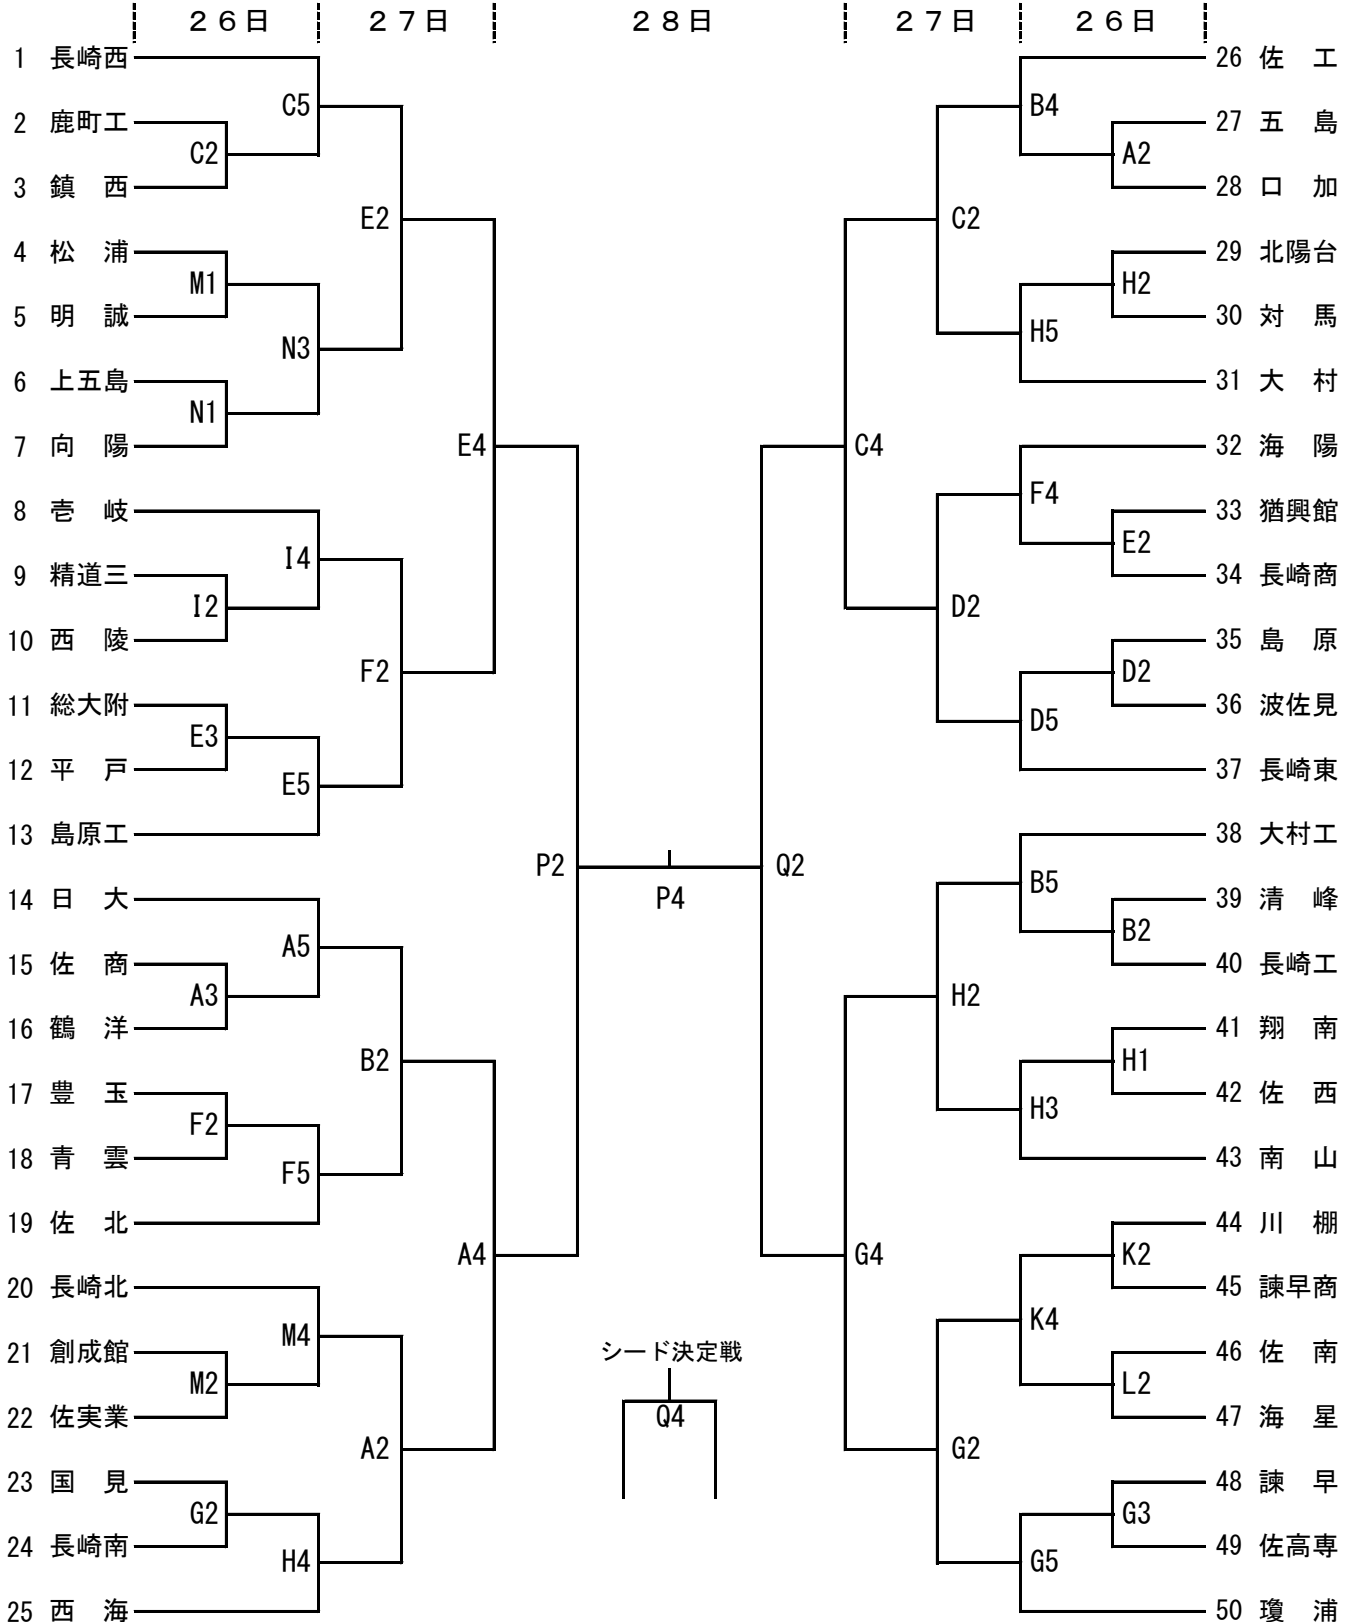 ２６日 ２７日 ２８日 ２７日 ２６日
1 長崎西
C5
2 鹿町工
C2
3 鎮　西
E2
4 松　浦
M1
5 明　誠
N3
6 上五島
N1
7 向　陽
E4
8 壱　岐
I4
9 精道三
I2
10 西　陵
F2
11 総大附
E3
12 平　戸
E5
13 島原工
P2
14 日　大
A5
15 佐　商
A3
16 鶴　洋
B2
17 豊　玉
F2
18 青　雲
F5
19 佐　北
A4
20 長崎北
M4
21 創成館
M2
22 佐実業
A2
23 国　見
G2
24 長崎南
H4
25 西　海
P4
シード決定戦
Q4
26 佐　工
B4
27 五　島
A2
28 口　加
C2
29 北陽台
H2
30 対　馬
H5
31 大　村
C4
32 海　陽
F4
33 猶興館
E2
34 長崎商
D2
35 島　原
D2
36 波佐見
D5
37 長崎東
Q2
38 大村工
B5
39 清　峰
B2
40 長崎工
H2
41 翔　南
H1
42 佐　西
H3
43 南　山
G4
44 川　棚
K2
45 諫早商
K4
46 佐　南
L2
47 海　星
G2
48 諫　早
G3
49 佐高専
G5
50 瓊　浦